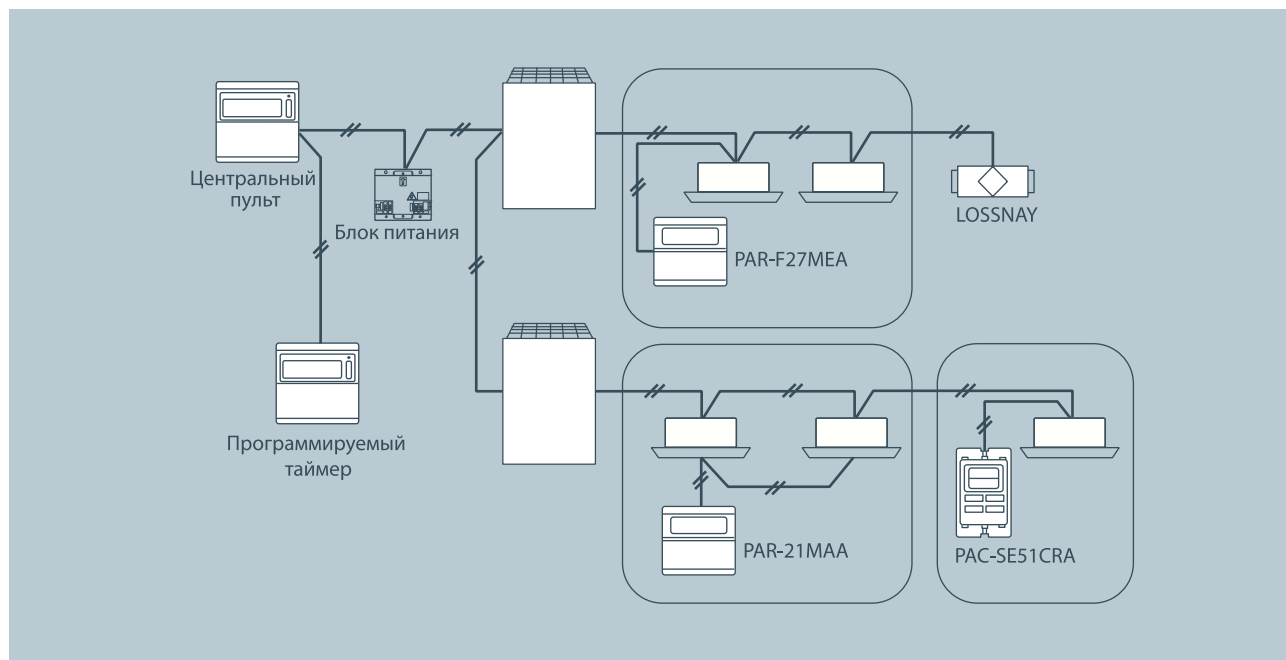 Центральный
пульт
Блок питания
LOSSNAY
PAR-F27MEA
Программируемый
таймер
PAR-21MAA
PAC-SE51CRA